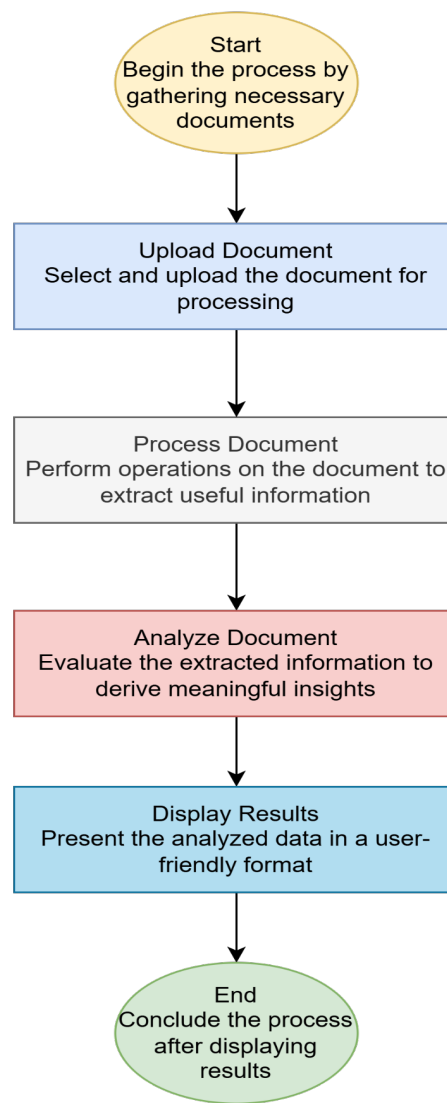 Start
Begin the process by
gathering necessary
documents
Upload Document
Select and upload the document for
processing
Process Document
Perform operations on the document to
extract useful information
Analyze Document
Evaluate the extracted information to
derive meaningful insights
Display Results
Present the analyzed data in a user-
friendly format
End
Conclude the process
after displaying
results